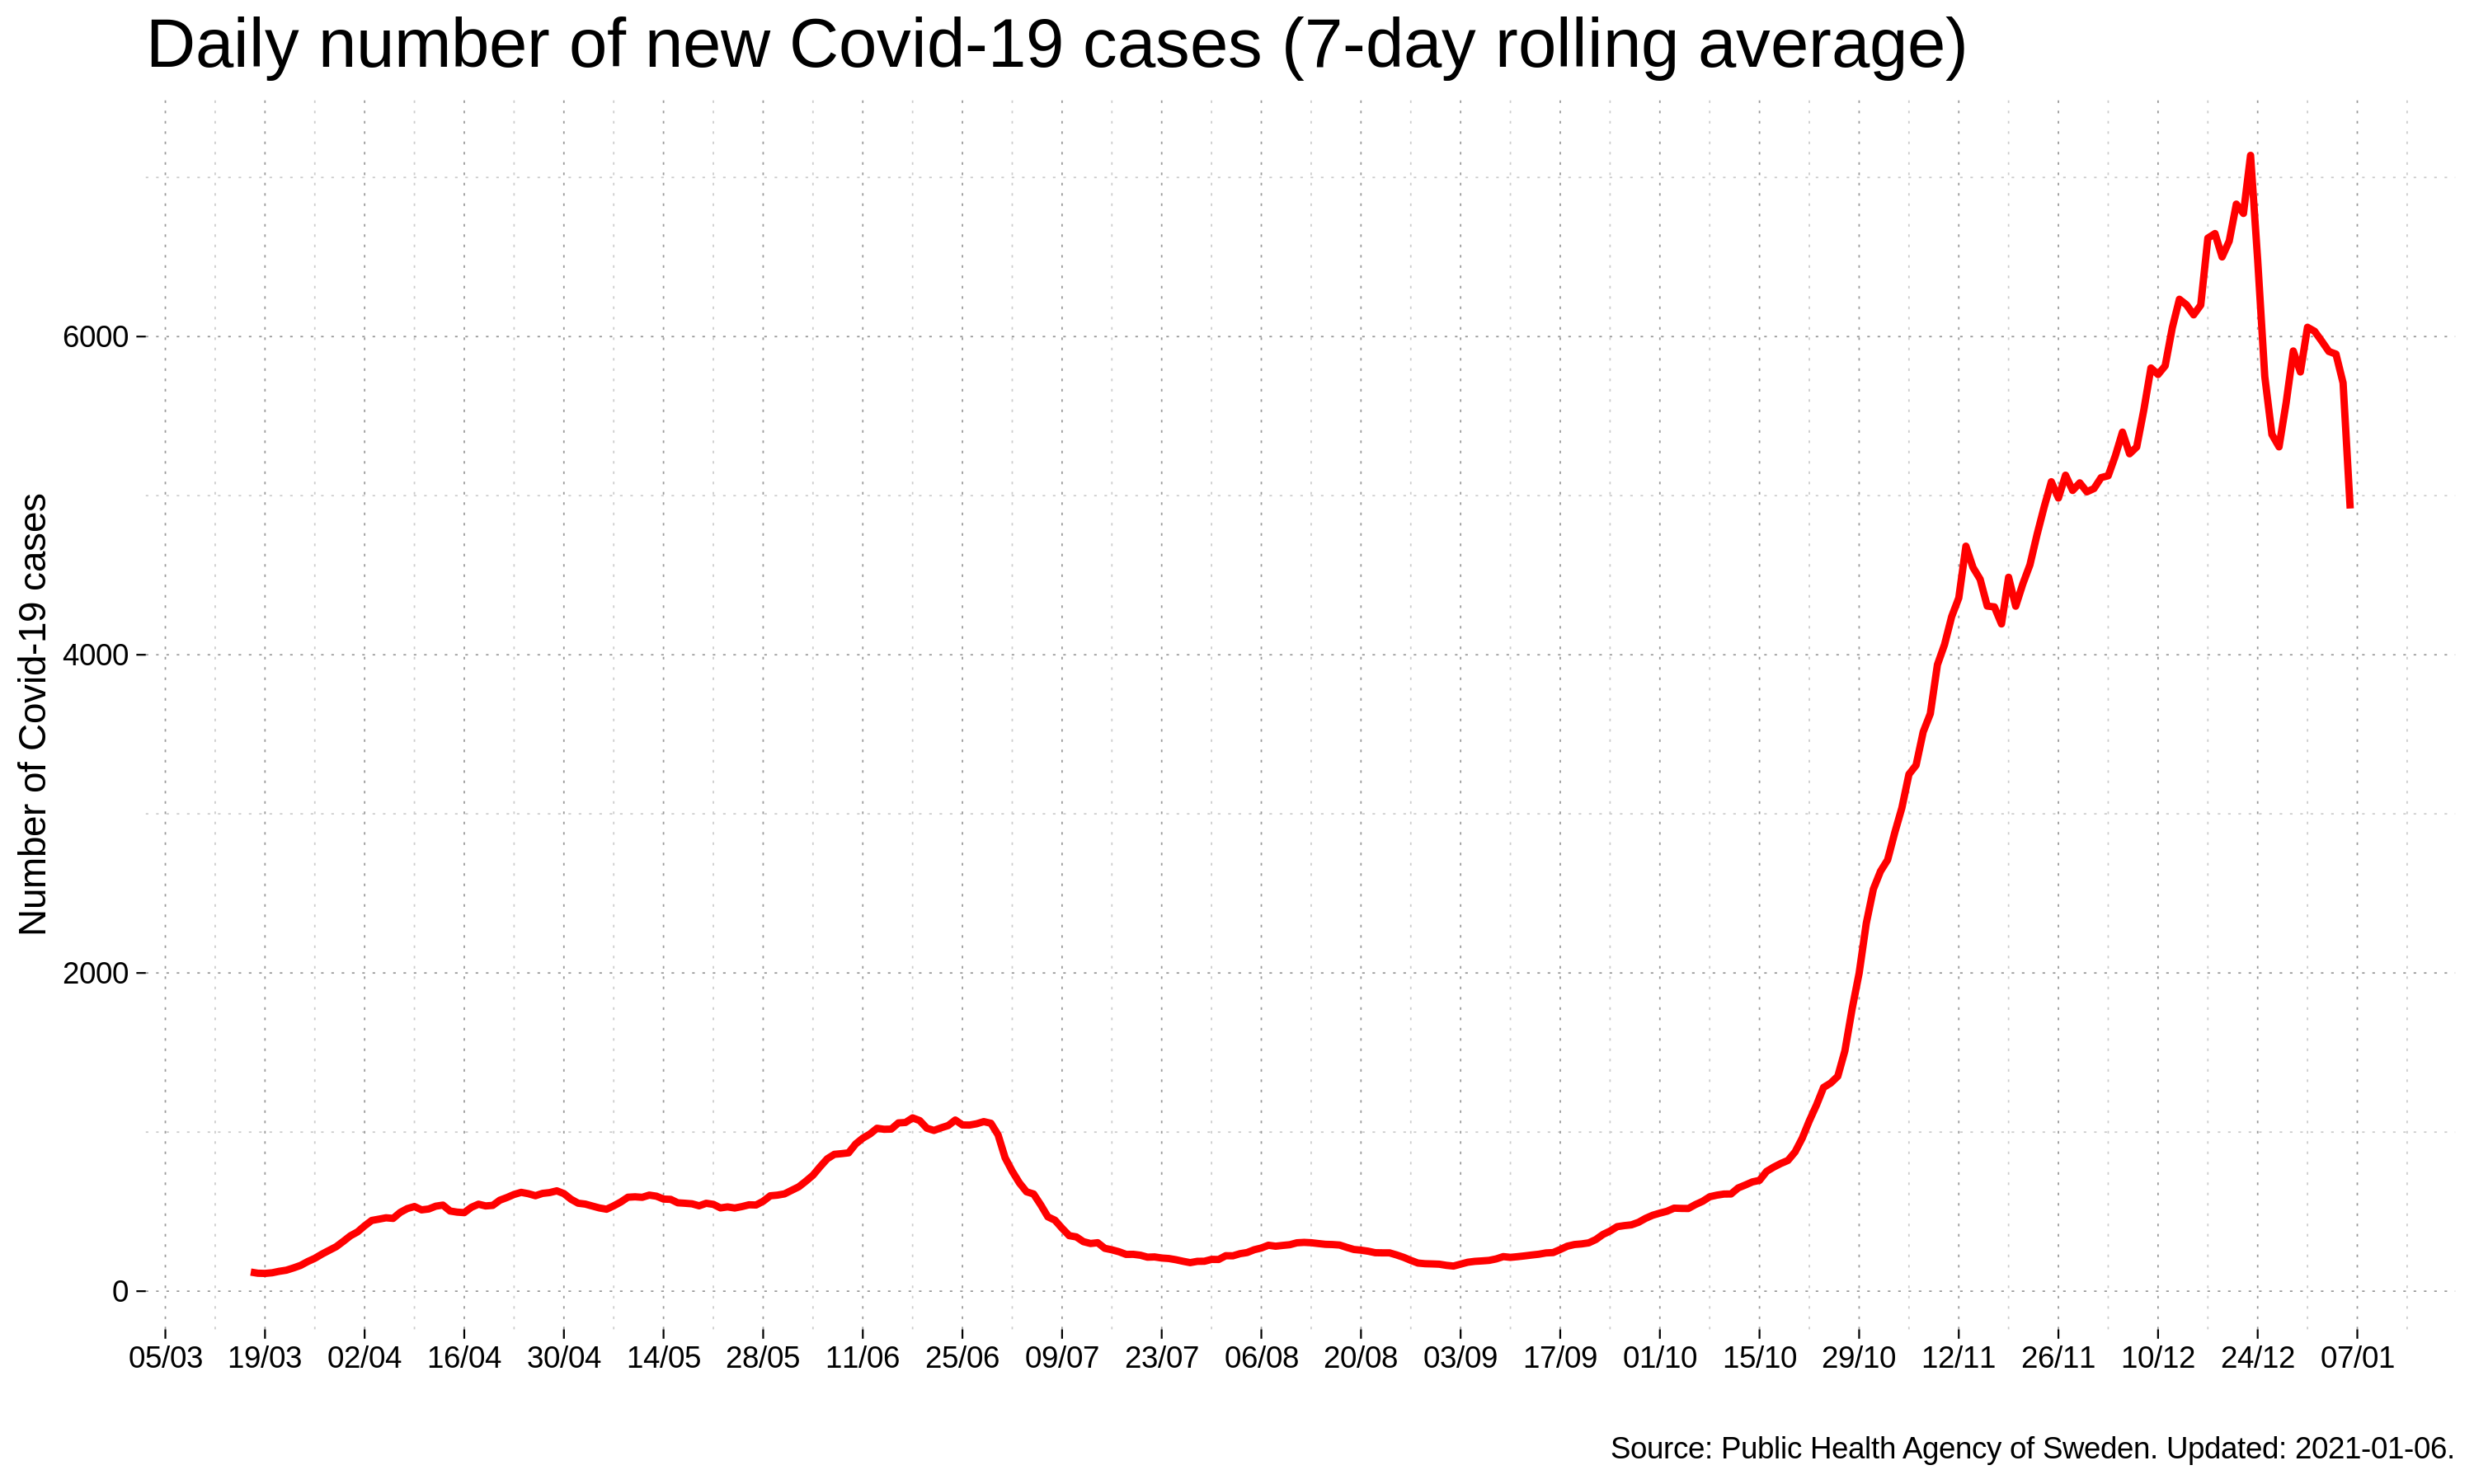 Daily number of new Covid-19 cases (7-day rolling average)
Number of Covid-19 cases
6000
4000
2000
0
05/03 19/03 02/04 16/04 30/04 14/05 28/05 11/06 25/06 09/07 23/07 06/08 20/08 03/09 17/09 01/10 15/10 29/10 12/11 26/11 10/12 24/12 07/01
Source: Public Health Agency of Sweden. Updated: 2021-01-06.